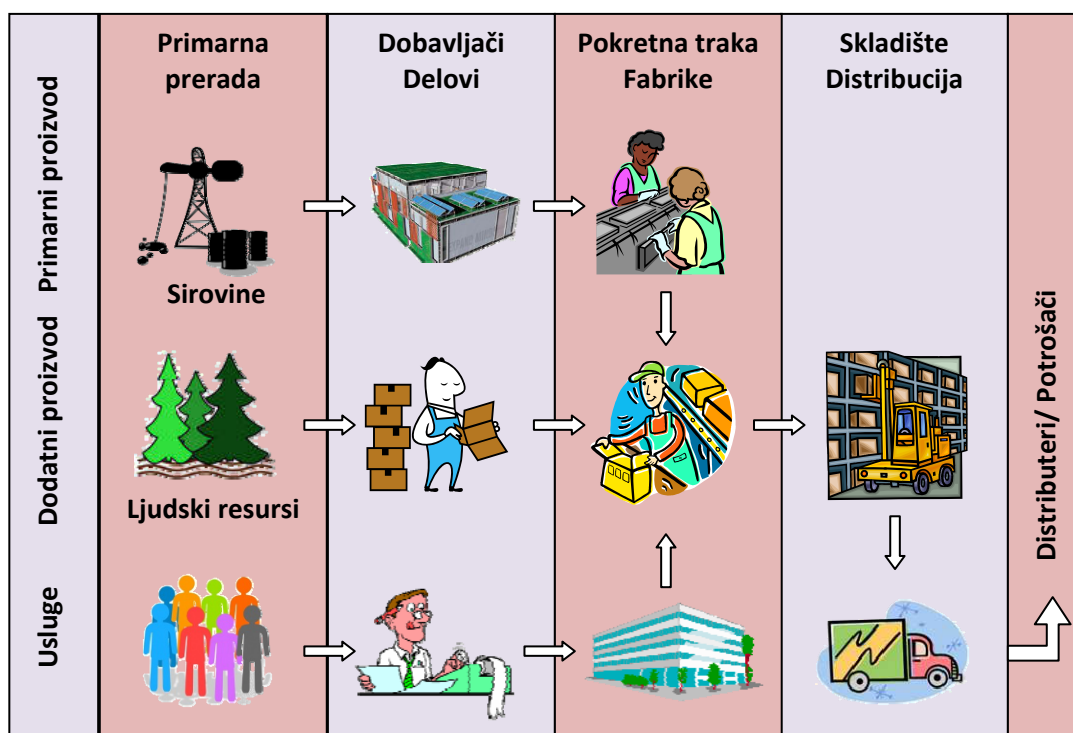 Primarna
prerada
Dobavljači
Delovi
Pokretna traka
Fabrike
Skladište
Distribucija
Primarni proizvod
Sirovine
Dodatni proizvod
Ljudski resursi
Usluge
Distributeri/ Potrošači